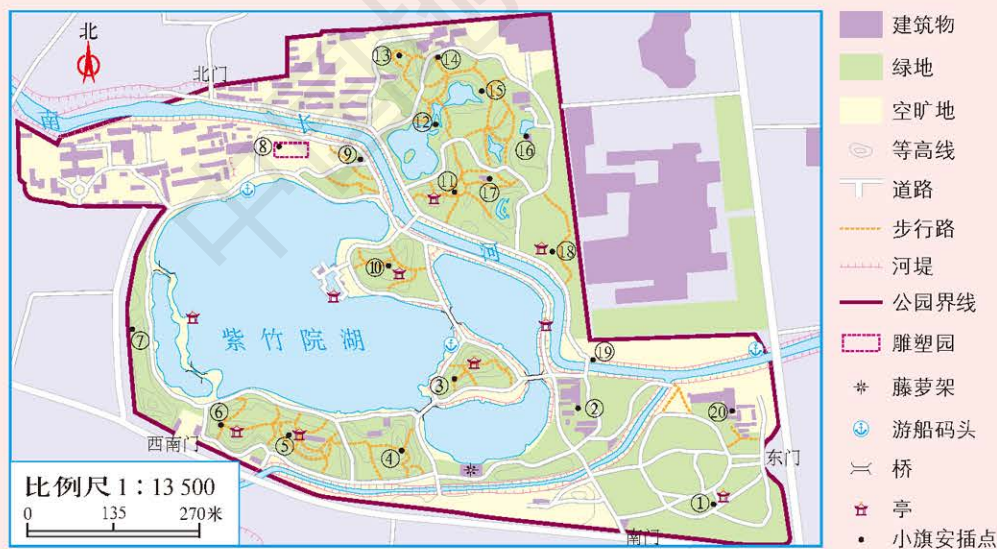 北
北门
南
长
河
紫竹院湖
西南门
南门
东门
①
②
③
④
⑤
⑥
⑦
⑧
⑨
⑩
⑪
⑫
⑬
⑭
⑮
⑯
⑰
⑱
⑲
⑳
比例尺 1:13 500
0 135 270米
建筑物
绿地
空旷地
等高线
道路
步行路
河堤
公园界线
雕塑园
藤萝架
游船码头
桥
亭
小旗安插点